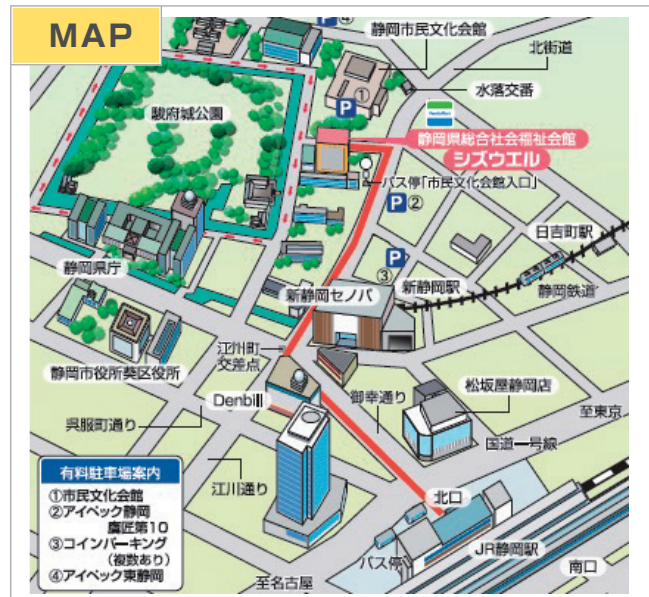 MAP
P④
静岡市民文化会館
北街道
①
水落交番
P
FamilyMart
駿府城公園
静岡県総合社会福祉会館
シズウエル
バス停「市民文化会館入口」
P②
日吉町駅
静岡県庁
P
③
新静岡駅
静岡鉄道
新静岡セノバ
江川町
交差点
静岡市役所葵区役所
Denbill
御幸通り
松坂屋静岡店
至東京
呉服町通り
国道一号線
有料駐車場案内
①市民文化会館
②アイペック静岡
鷹匠第10
③コインパーキング
(複数あり)
④アイペック東静岡
江川通り
北口
バス停
JR静岡駅
南口
至名古屋